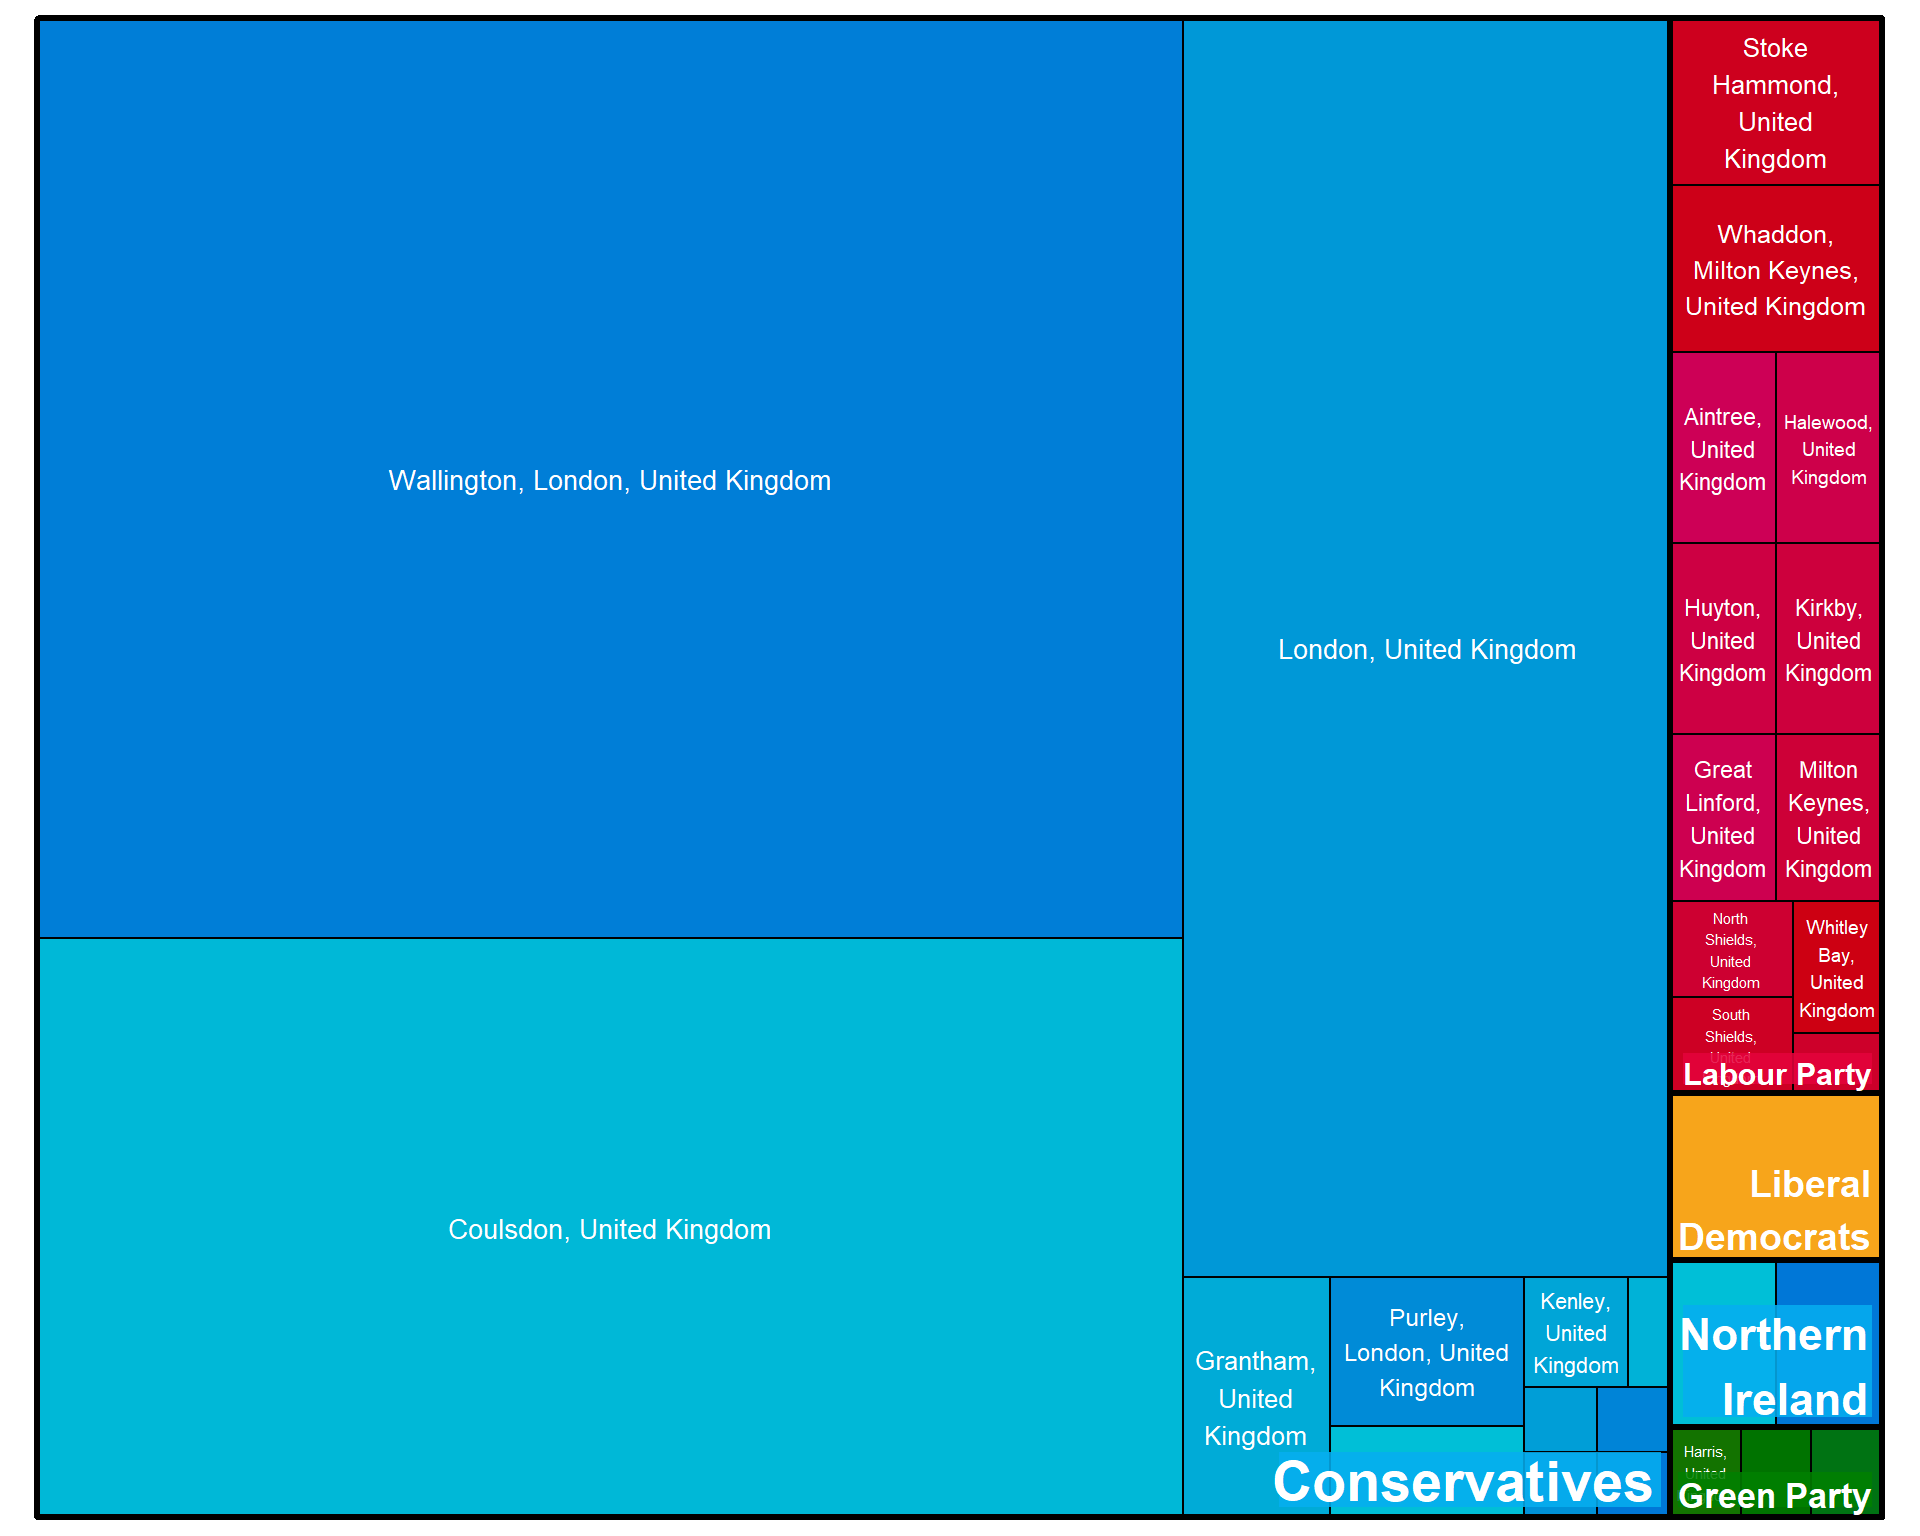 Wallington, London, United Kingdom
Coulsdon, United Kingdom
London, United Kingdom
Grantham,
United
Kingdom
Purley,
London, United
Kingdom
Kenley,
United
Kingdom
Conservatives
Stoke
Hammond,
United
Kingdom
Whaddon,
Milton Keynes,
United Kingdom
Aintree,
United
Kingdom
Halewood,
United
Kingdom
Huyton,
United
Kingdom
Kirkby,
United
Kingdom
Great
Linford,
United
Kingdom
Milton
Keynes,
United
Kingdom
North
Shields,
United
Kingdom
Whitley
Bay,
United
Kingdom
South
Shields,
United
Labour Party
Liberal
Democrats
Northern
Ireland
Harris,
United
Green Party